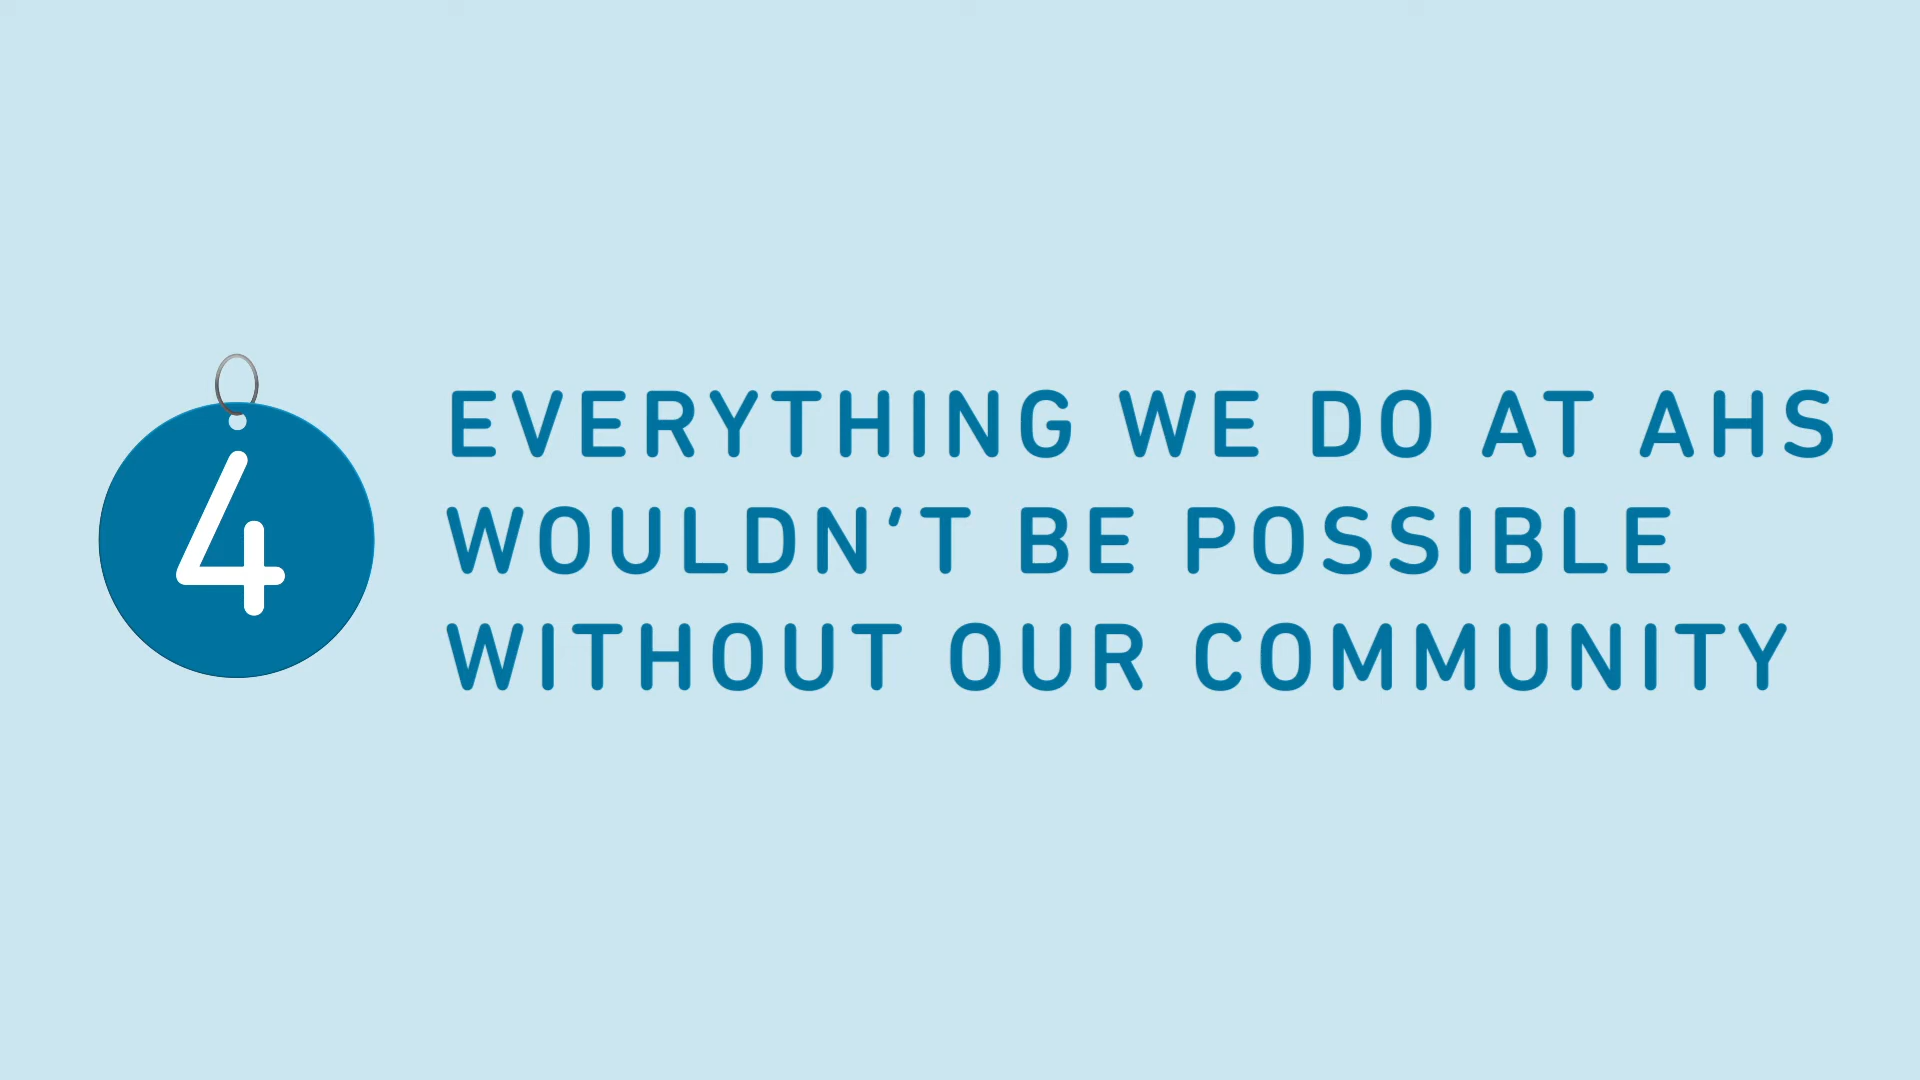 4
EVERYTHING WE DO AT AHS
WOULDN'T BE POSSIBLE
WITHOUT OUR COMMUNITY